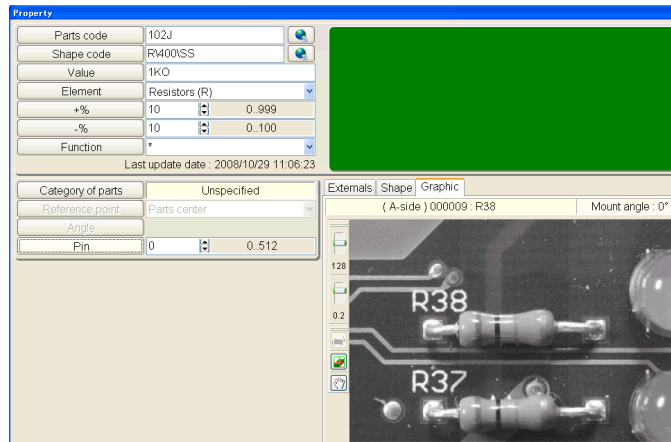 Property
Parts code 102J
Shape code R\400\SS
Value 1KO
Element Resistors (R)
+% 10 0..999
-% 10 0..100
Function *
Last update date : 2008/10/29 11:06:23
Category of parts Unspecified
Reference point Parts center
Angle
Pin 0 0..512
Externals Shape Graphic
( A-side ) 000009 : R38 Mount angle : 0°
128
0.2
R38
R37